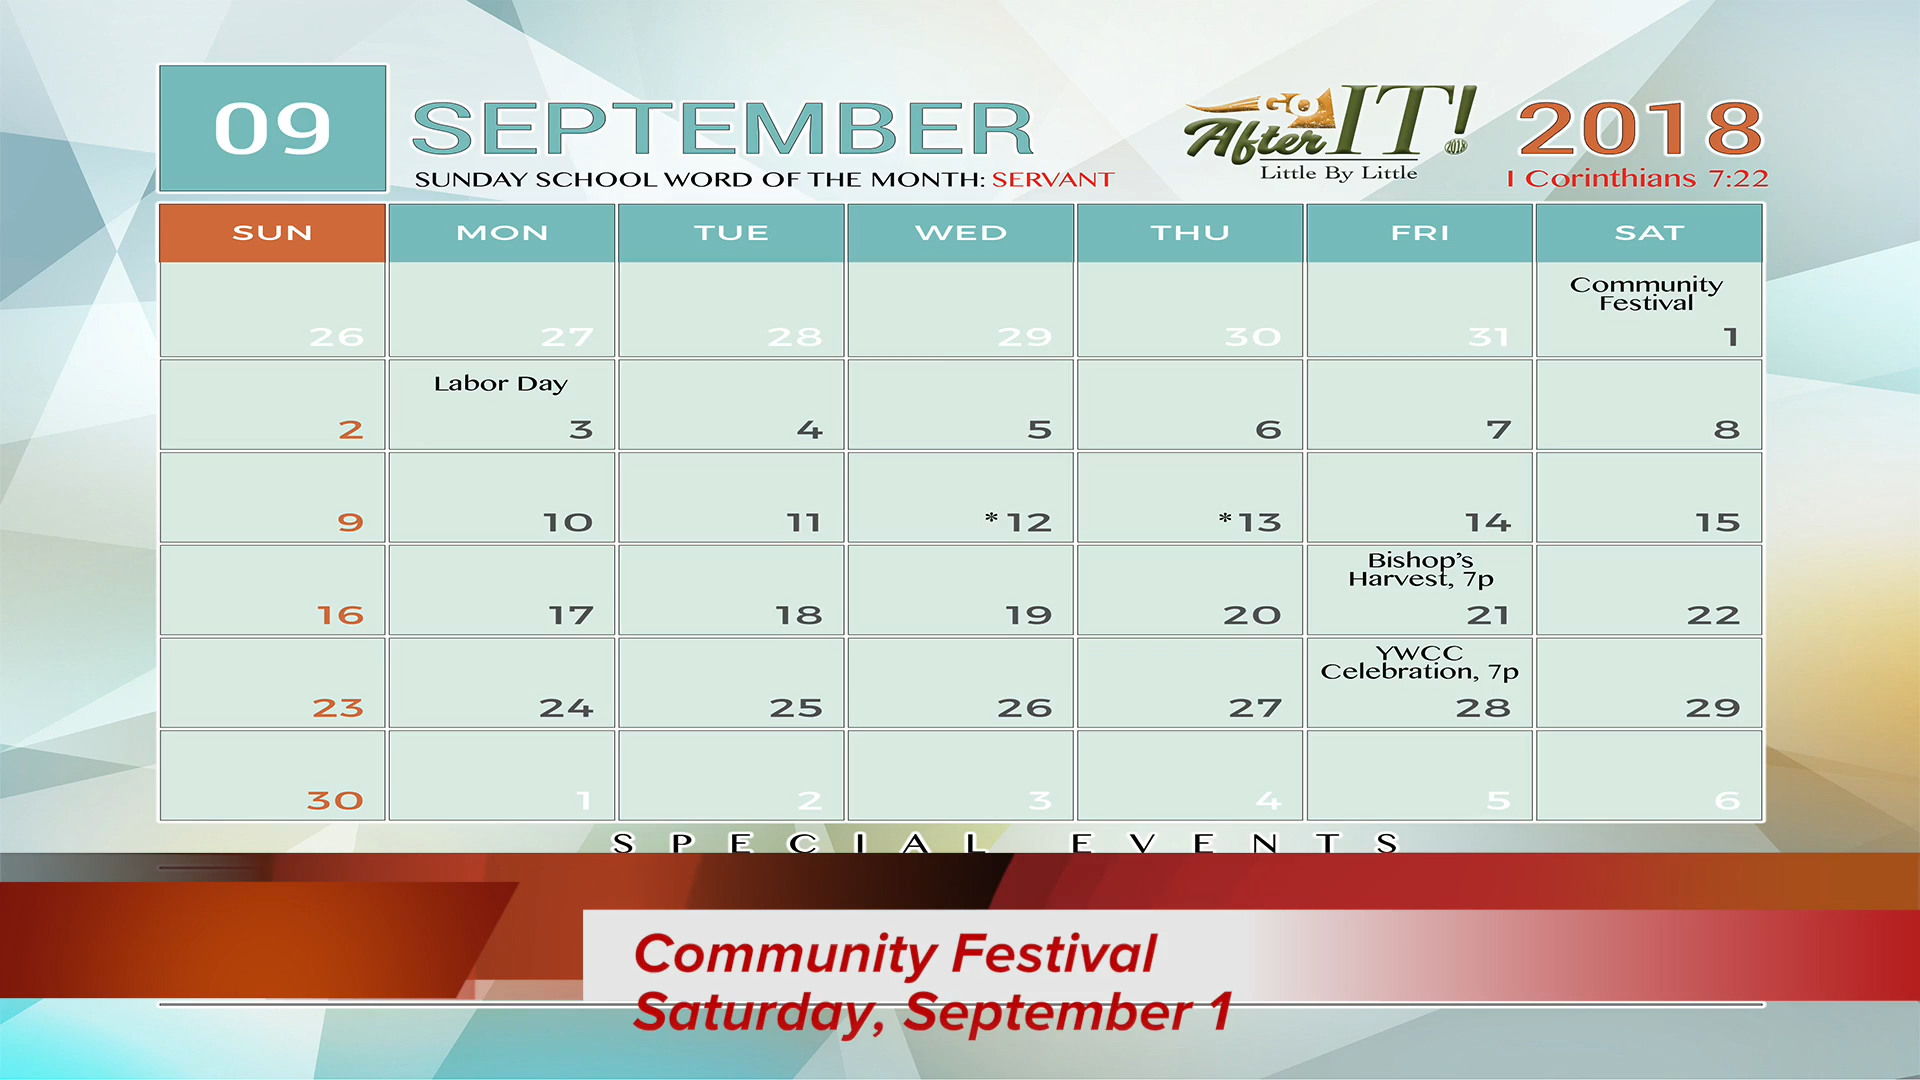 09
SEPTEMBER
SUNDAY SCHOOL WORD OF THE MONTH: SERVANT
GO
After IT!
2018
Little By Little
2018
I Corinthians 7:22
SUN MON TUE WED THU FRI SAT
Community
Festival
26 27 28 29 30 31 1
Labor Day
2 3 4 5 6 7 8
9 10 11 *12 *13 14 15
Bishop's
Harvest, 7p
16 17 18 19 20 21 22
YWCC
Celebration, 7p
23 24 25 26 27 28 29
30 1 2 3 4 5 6
SPECIAL EVENTS
Community Festival
Saturday, September 1